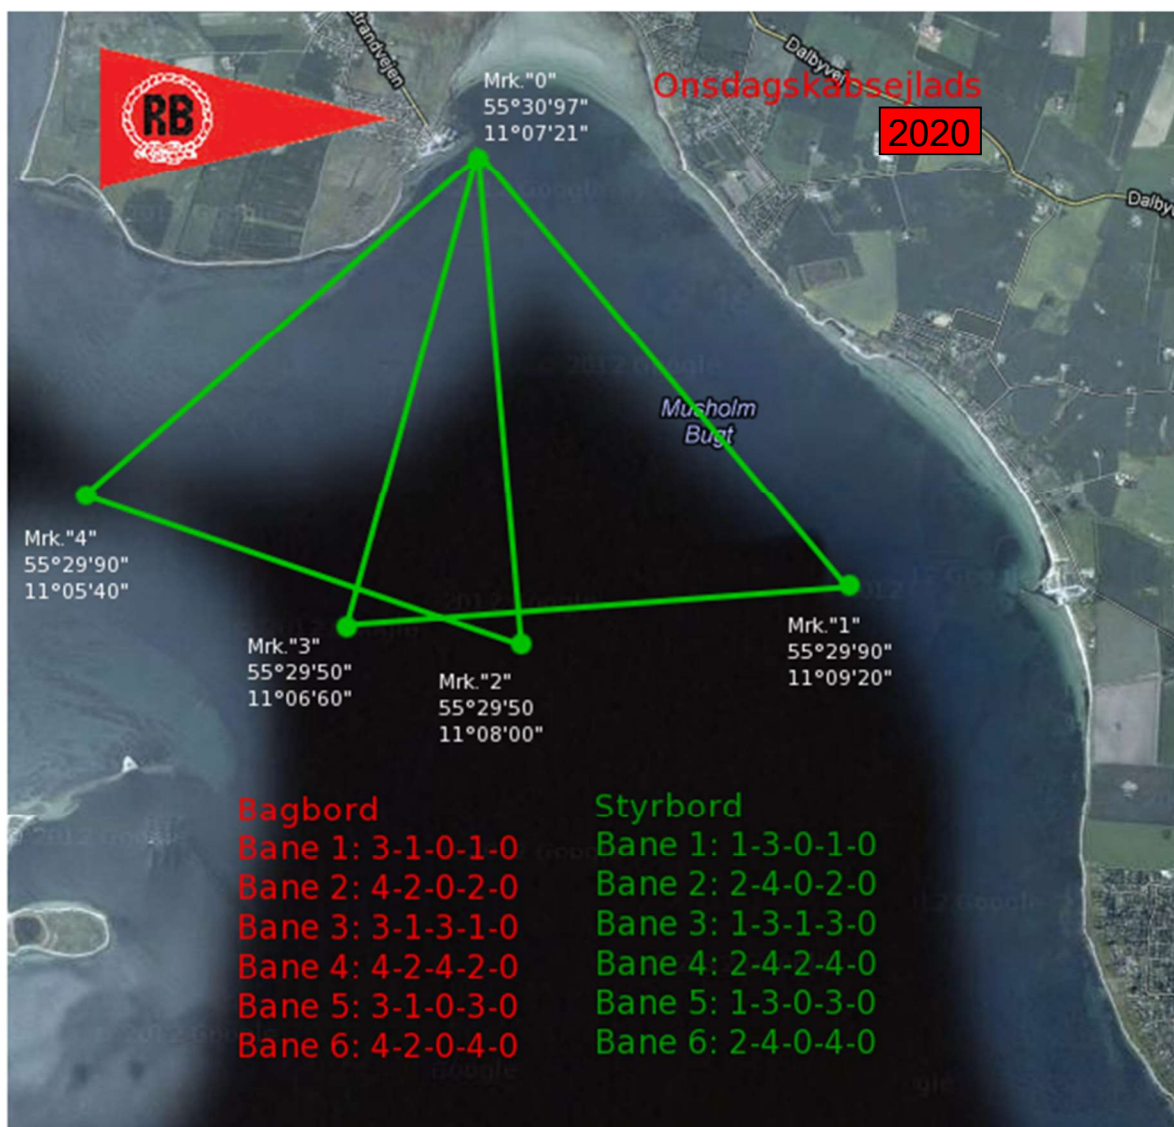 Strandvejen
Dalbyvej
Onsdagskabsejlads
2020
RB
Mrk."0"
55°30'97"
11°07'21"
Musholm
Bugt
Mrk."4"
55°29'90"
11°05'40"
Mrk."3"
55°29'50"
11°06'60"
Mrk."2"
55°29'50
11°08'00"
Mrk."1"
55°29'90"
11°09'20"
Bagbord
Bane 1: 3-1-0-1-0
Bane 2: 4-2-0-2-0
Bane 3: 3-1-3-1-0
Bane 4: 4-2-4-2-0
Bane 5: 3-1-0-3-0
Bane 6: 4-2-0-4-0
Styrbord
Bane 1: 1-3-0-1-0
Bane 2: 2-4-0-2-0
Bane 3: 1-3-1-3-0
Bane 4: 2-4-2-4-0
Bane 5: 1-3-0-3-0
Bane 6: 2-4-0-4-0